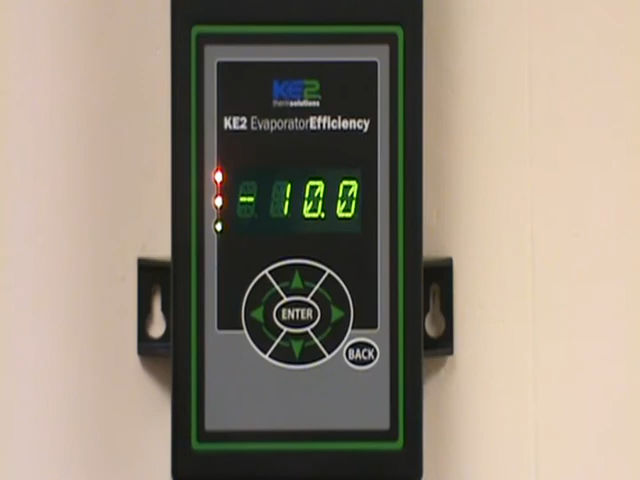 KE2
thermsolutions
KE2 EvaporatorEfficiency
- 10.0
ENTER
BACK